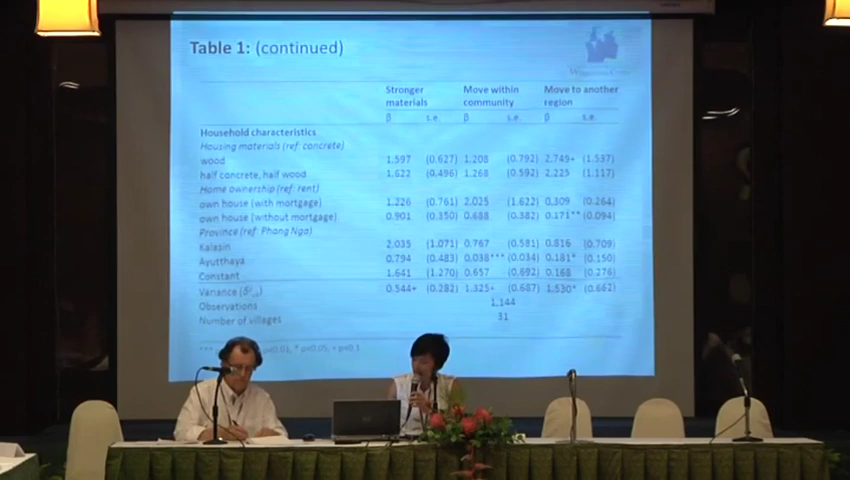 Table 1: (continued)
Stronger materials Move within community Move to another region
β s.e. β s.e. β s.e.
Household characteristics
Housing materials (ref: concrete)
wood 1.597 (0.627) 1.208 (0.792) 2.749+ (1.537)
half concrete, half wood 1.622 (0.496) 1.268 (0.592) 2.225 (1.117)
Home ownership (ref: rent)
own house (with mortgage) 1.226 (0.761) 2.025 (1.622) 0.309 (0.264)
own house (without mortgage) 0.901 (0.350) 0.688 (0.382) 0.171** (0.094)
Province (ref: Phang Nga)
Kalasin 2.035 (1.071) 0.767 (0.581) 0.816 (0.709)
Ayutthaya 0.794 (0.483) 0.038*** (0.034) 0.181* (0.150)
Constant 1.641 (1.270) 0.657 (0.692) 0.168 (0.276)
Variance 0.544+ (0.282) 1.325+ (0.687) 1.530* (0.662)
Observations 1,144
Number of villages 31
*** p<0.01, * p<0.05, + p<0.1